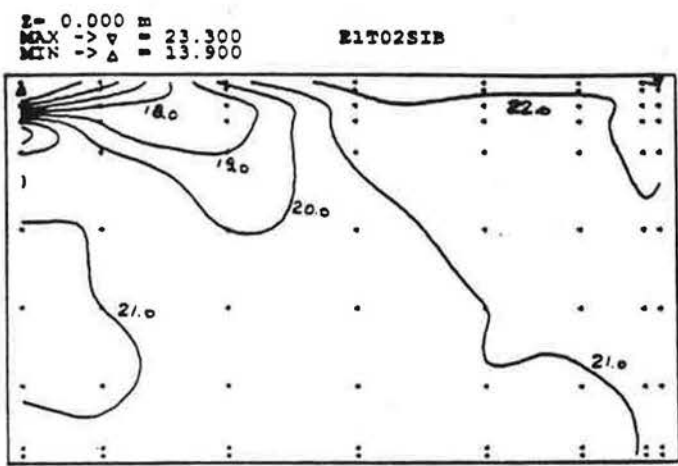 Z= 0.000 m
MAX -> ▽ = 23.300
MIN -> △ = 13.900
E1T02SIB
18.0
22.0
19.0
20.0
21.0
21.0